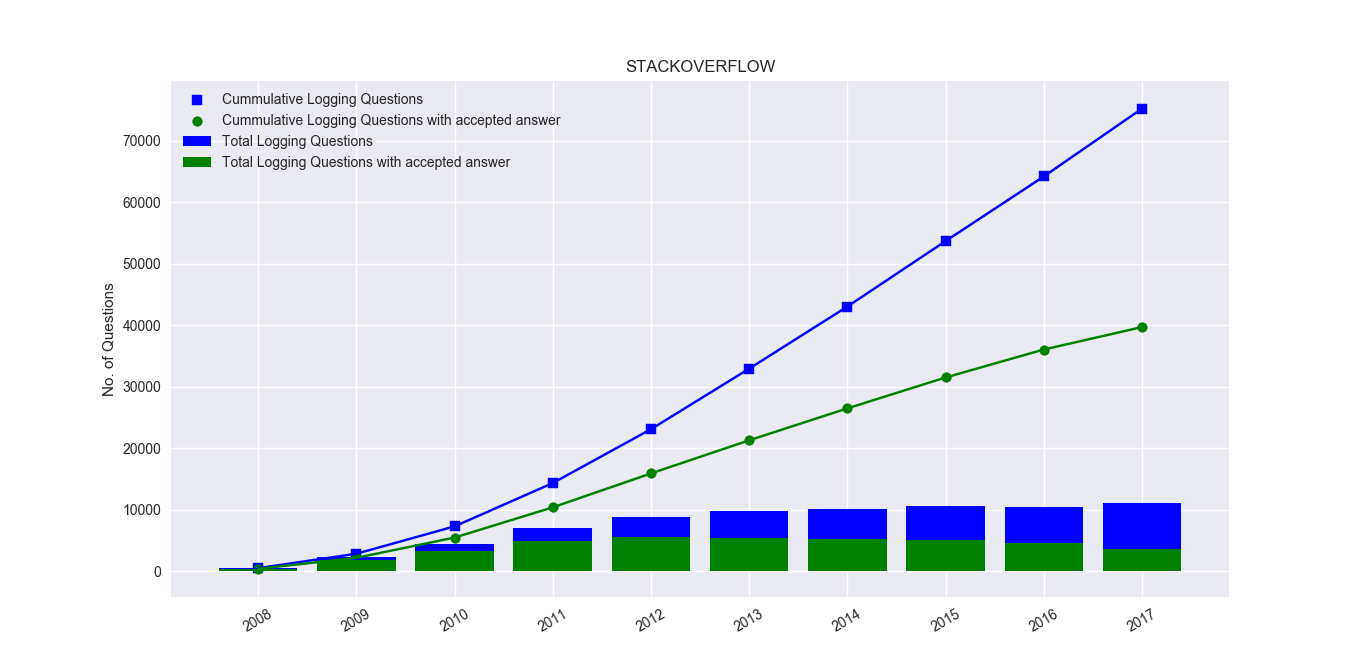 STACKOVERFLOW
Cummulative Logging Questions
Cummulative Logging Questions with accepted answer
Total Logging Questions
Total Logging Questions with accepted answer
No. of Questions
70000
60000
50000
40000
30000
20000
10000
0
2008 2009 2010 2011 2012 2013 2014 2015 2016 2017